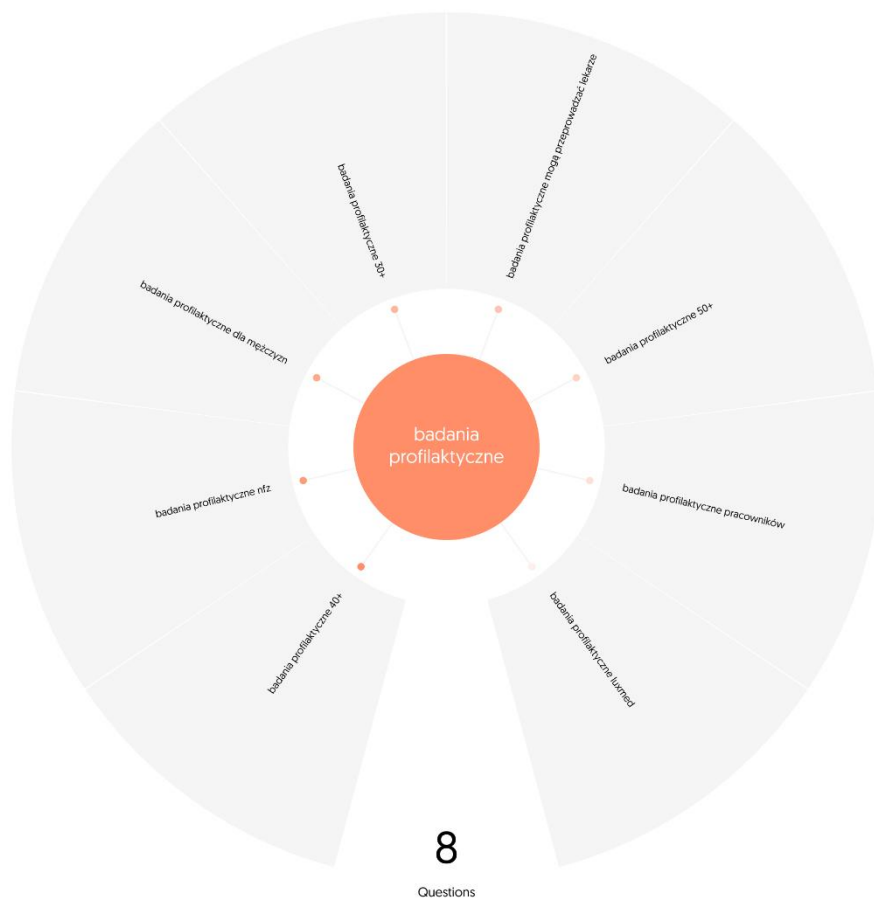 badania profilaktyczne mogą przeprowadzać lekarze
badania profilaktyczne 30+
badania profilaktyczne dla mężczyzn
badania profilaktyczne 50+
badania
profilaktyczne
badania profilaktyczne nfz
badania profilaktyczne pracowników
badania profilaktyczne 40+
badania profilaktyczne luxmed
8
Questions